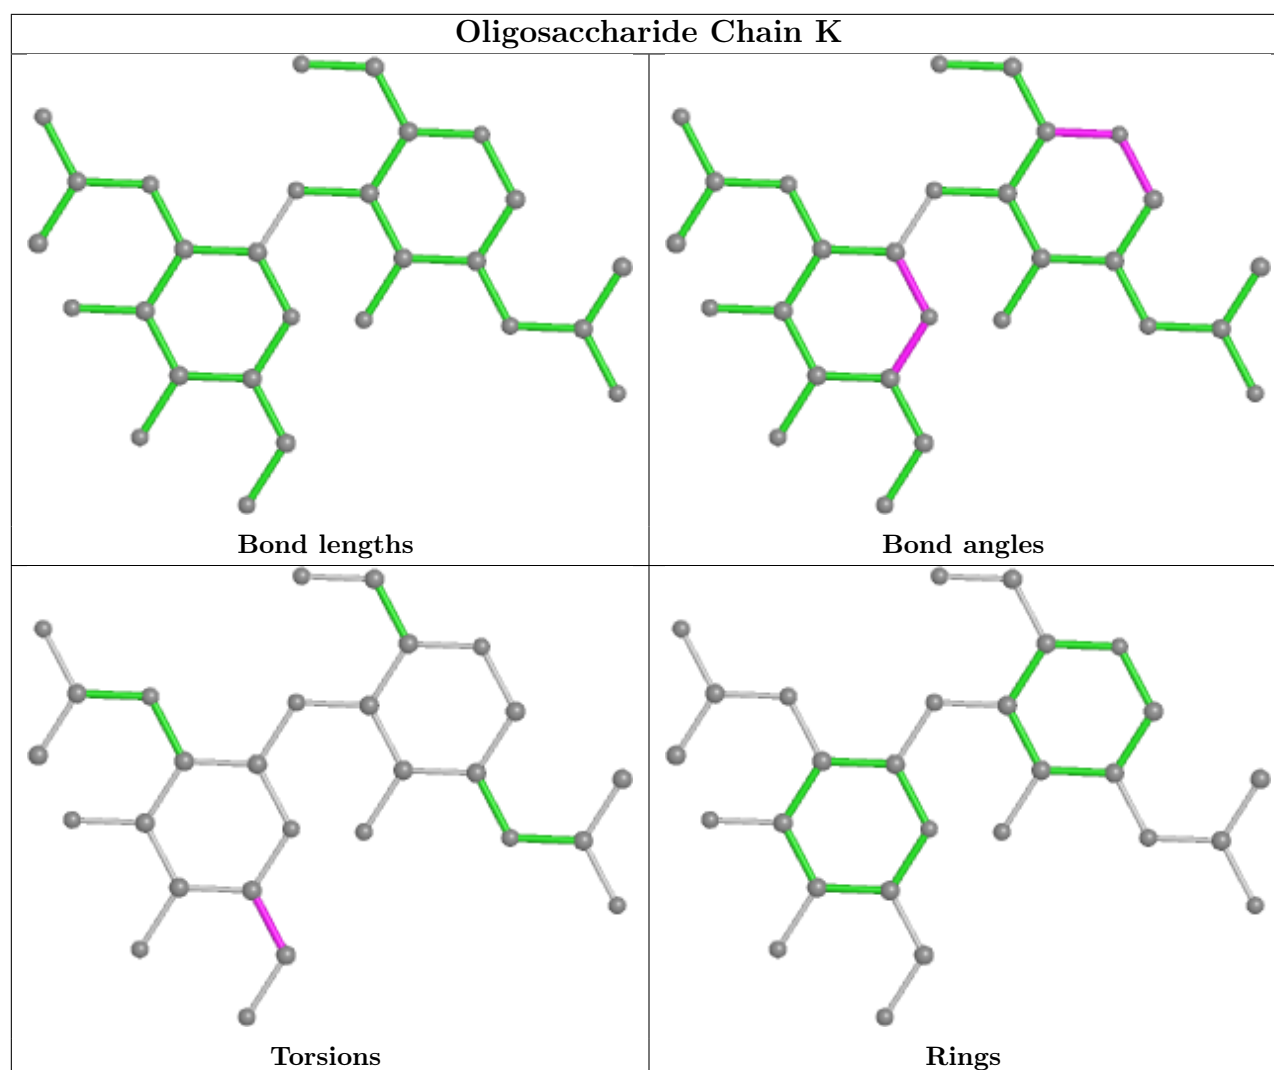 Oligosaccharide Chain K
Bond lengths
Bond angles
Torsions
Rings